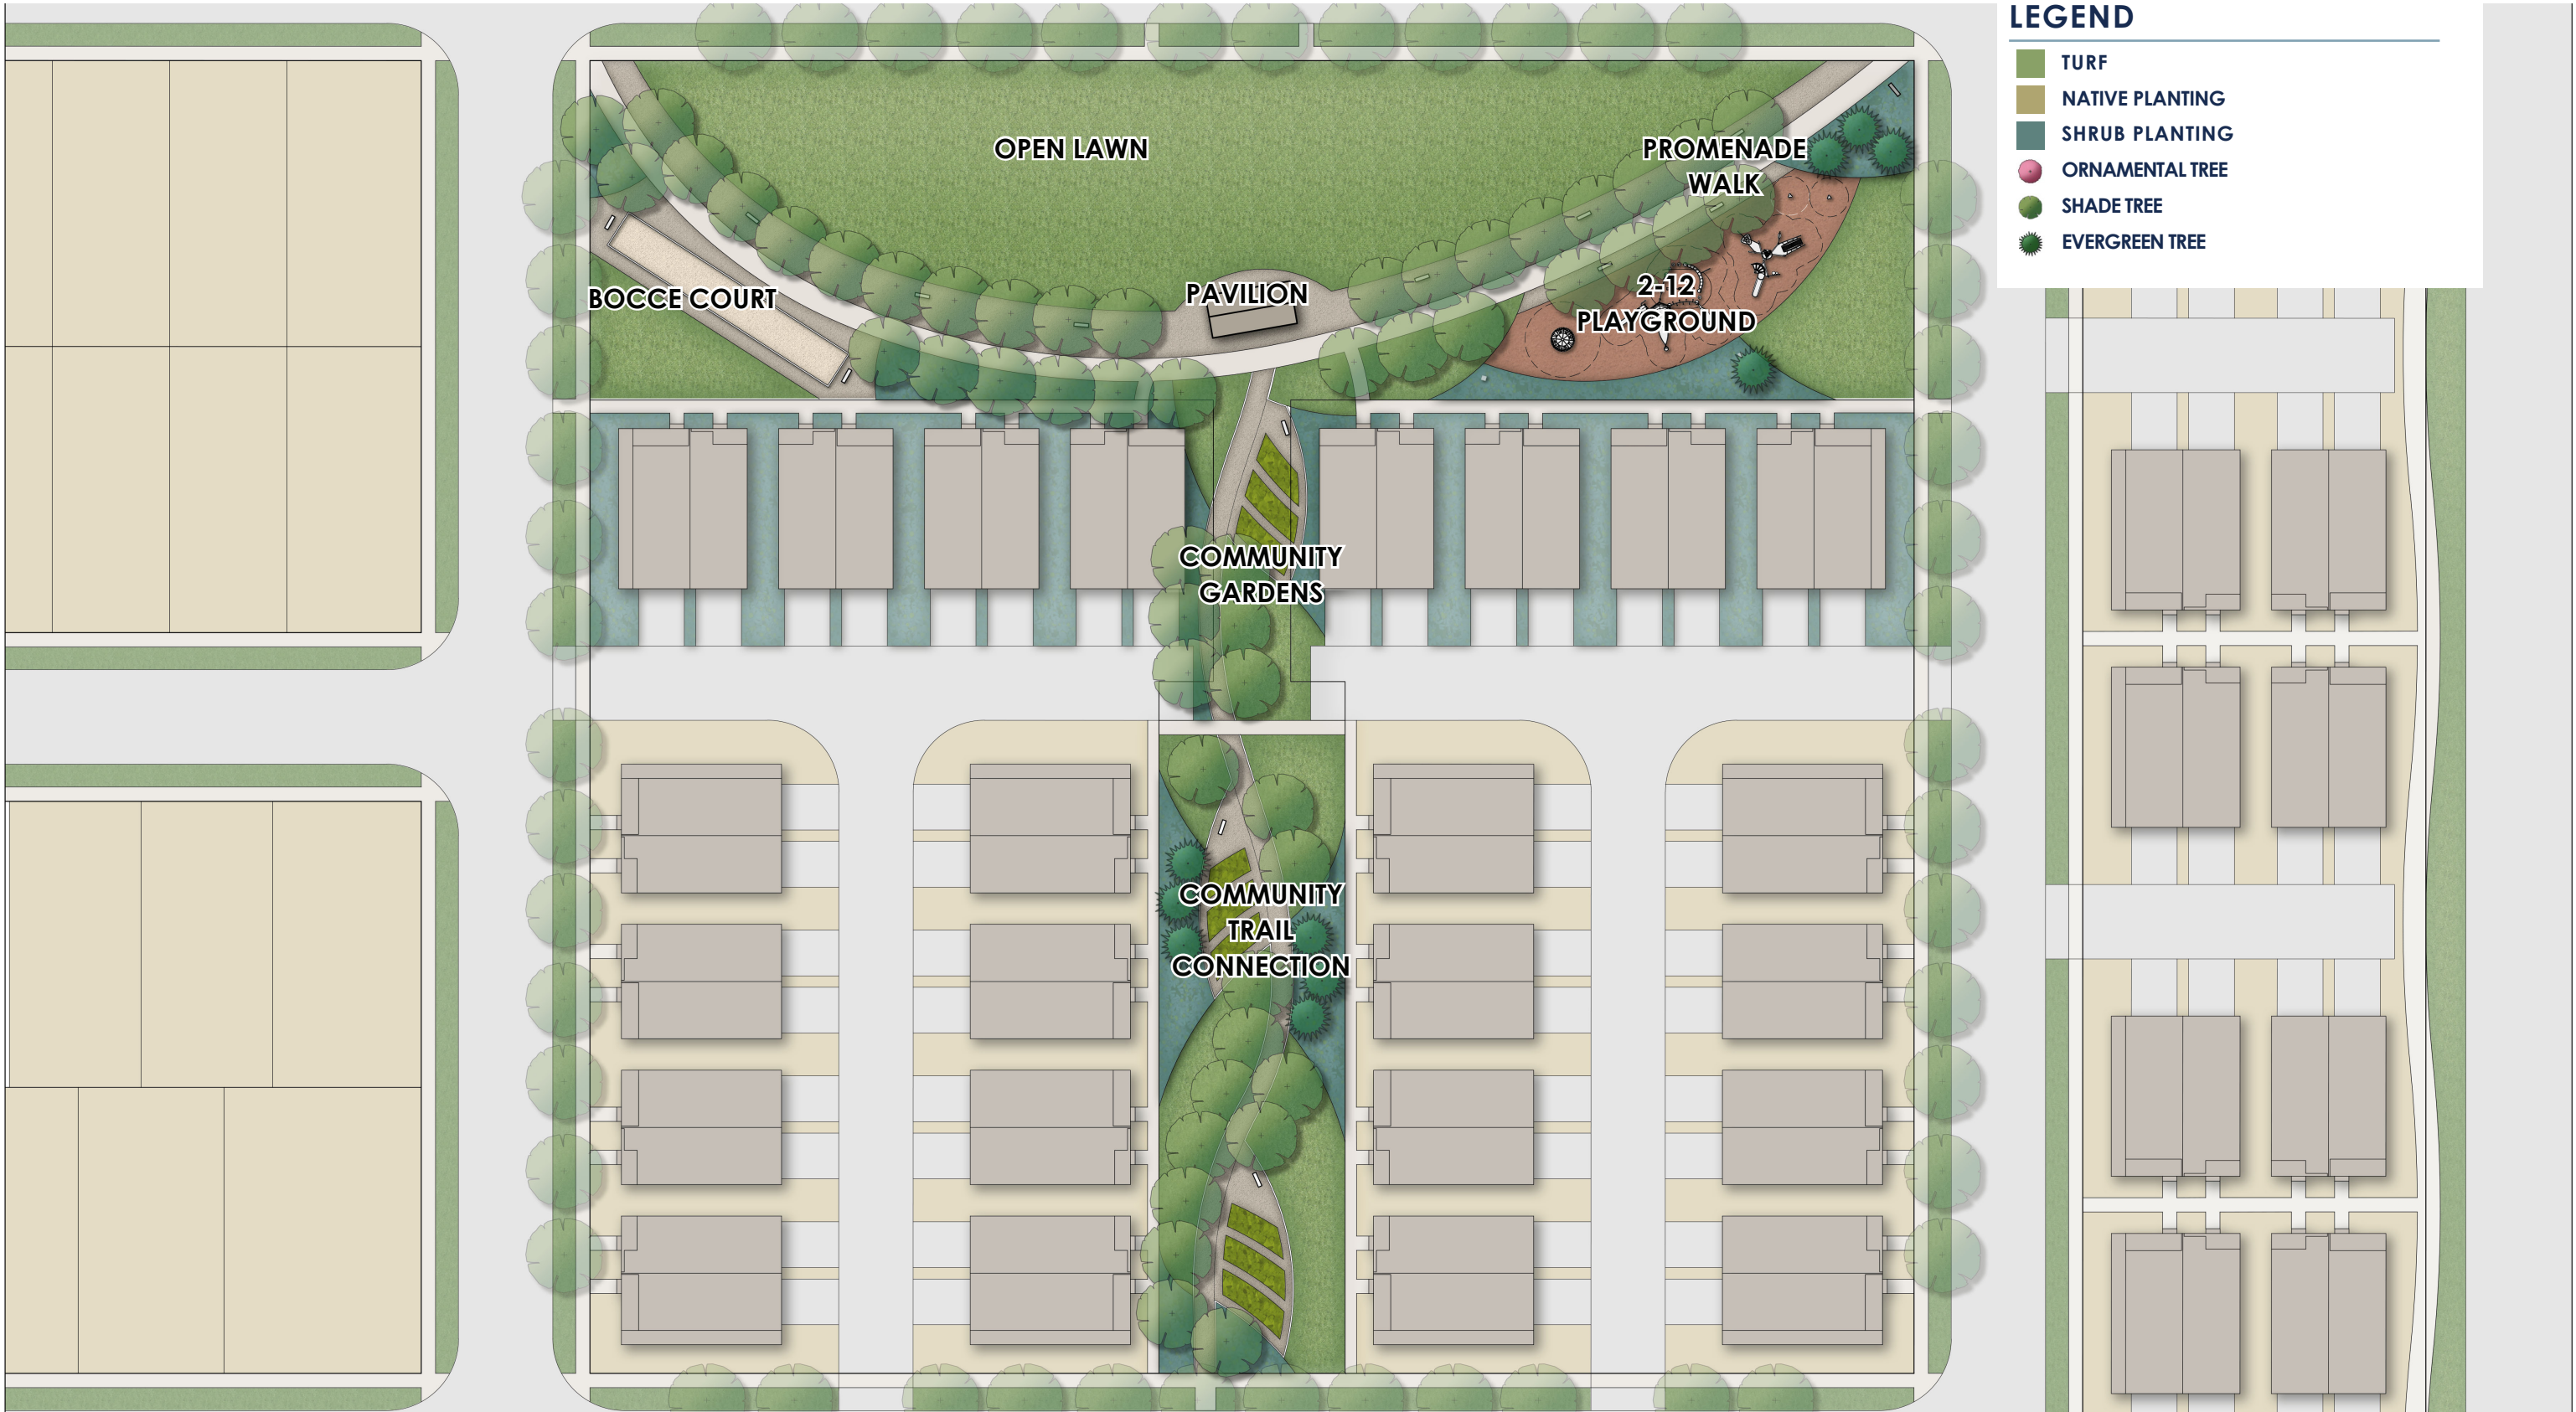 LEGEND
TURF
NATIVE PLANTING
SHRUB PLANTING
ORNAMENTAL TREE
SHADE TREE
EVERGREEN TREE
OPEN LAWN
PROMENADE
WALK
BOCCE COURT
PAVILION
2-12
PLAYGROUND
COMMUNITY
GARDENS
COMMUNITY
TRAIL
CONNECTION